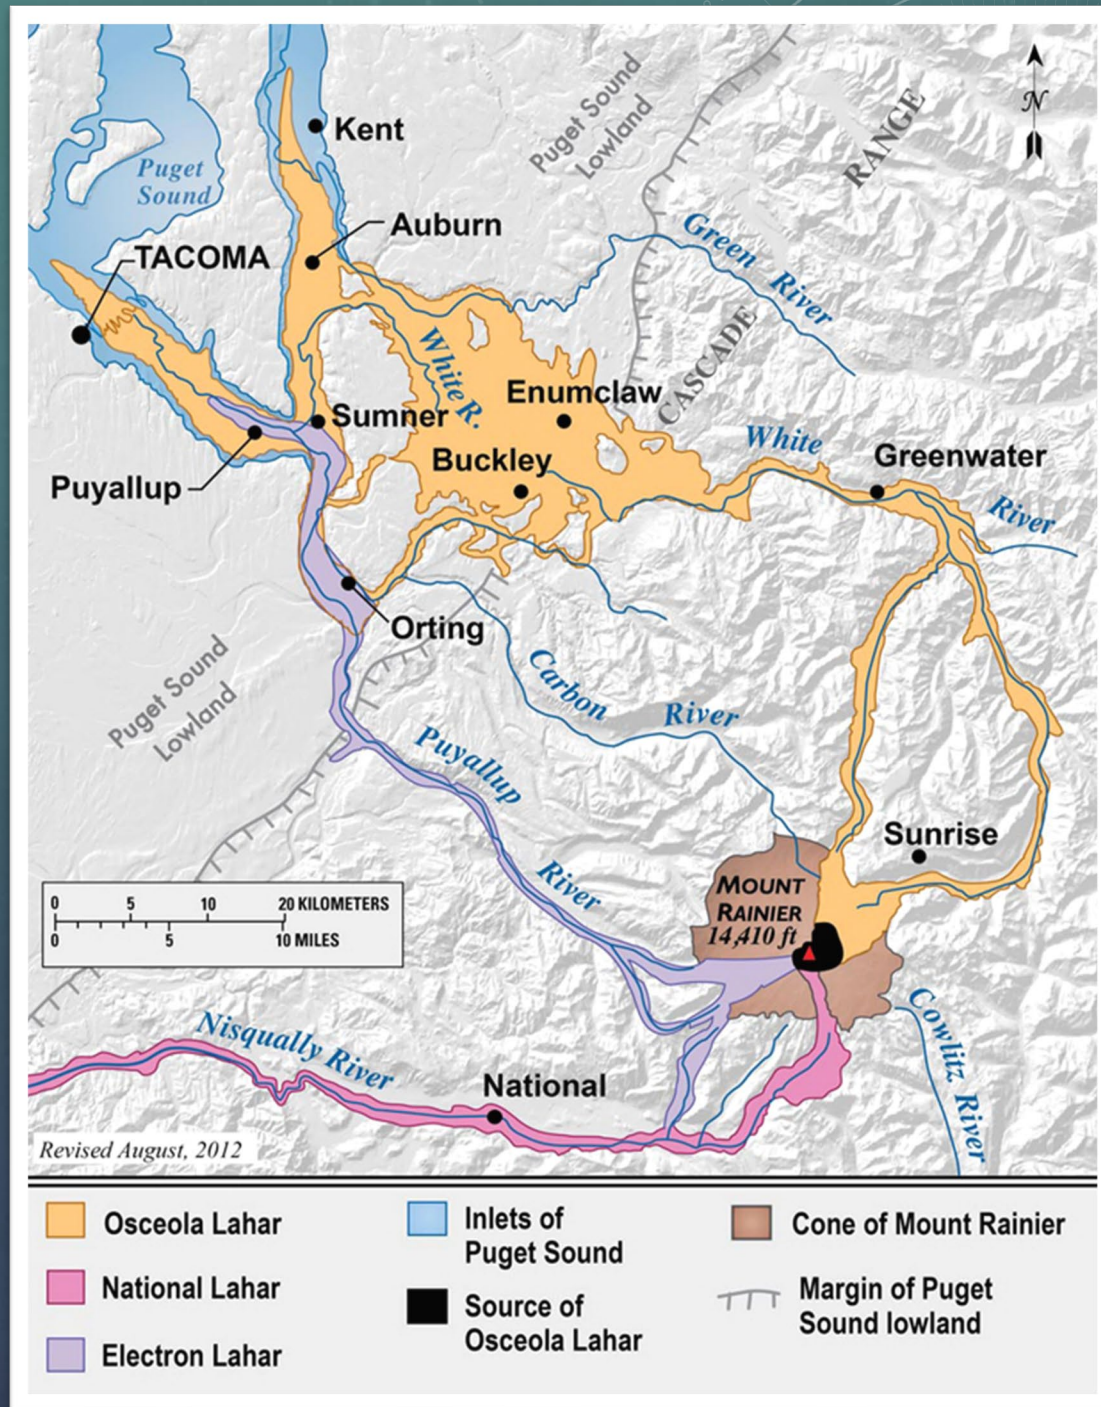 Puget Sound
Lowland
RANGE
N
Kent
Puget
Sound
Auburn
Green River
TACOMA
CASCADE
White R.
Enumclaw
Sumner
White
Greenwater
Buckley
Puyallup
River
Orting
Puget Sound
Lowland
Carbon
River
Puyallup
Sunrise
River
MOUNT
RAINIER
14,410 ft
0 5 10 20 KILOMETERS
0 5 10 MILES
Cowlitz River
Nisqually River
National
Revised August, 2012
Osceola Lahar
National Lahar
Electron Lahar
Inlets of
Puget Sound
Source of
Osceola Lahar
Cone of Mount Rainier
Margin of Puget
Sound lowland